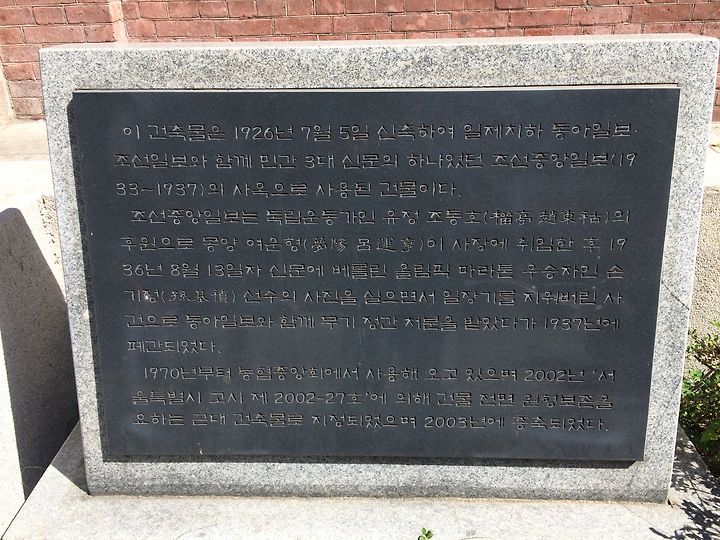 이 건축물은 1926년 7월 5일 신축하여 일제치하 동아일보·
조선일보와 함께 민간 3대 신문의 하나였던 조선중앙일보(19
33~1937)의 사옥으로 사용된 건물이다.
조선중앙일보는 독립운동가인 유정 조동호(榴亭 趙東祜)의
후원으로 몽양 여운형(夢陽 呂運亨)이 사장에 취임한 후 19
36년 8월 13일자 신문에 베를린 올림픽 마라톤 우승자인 손
기정(孫基禎) 선수의 사진을 실으면서 일장기를 지워버린 사
건으로 동아일보와 함께 무기 정간 처분을 받았다가 1937년에
폐간되었다.
1970년부터 농협중앙회에서 사용해 오고 있으며 2002년 '서
울특별시 고시 제 2002-27호'에 의해 건물 전면 원형보존을
요하는 근대 건축물로 지정되었으며 2003년에 증축되었다.